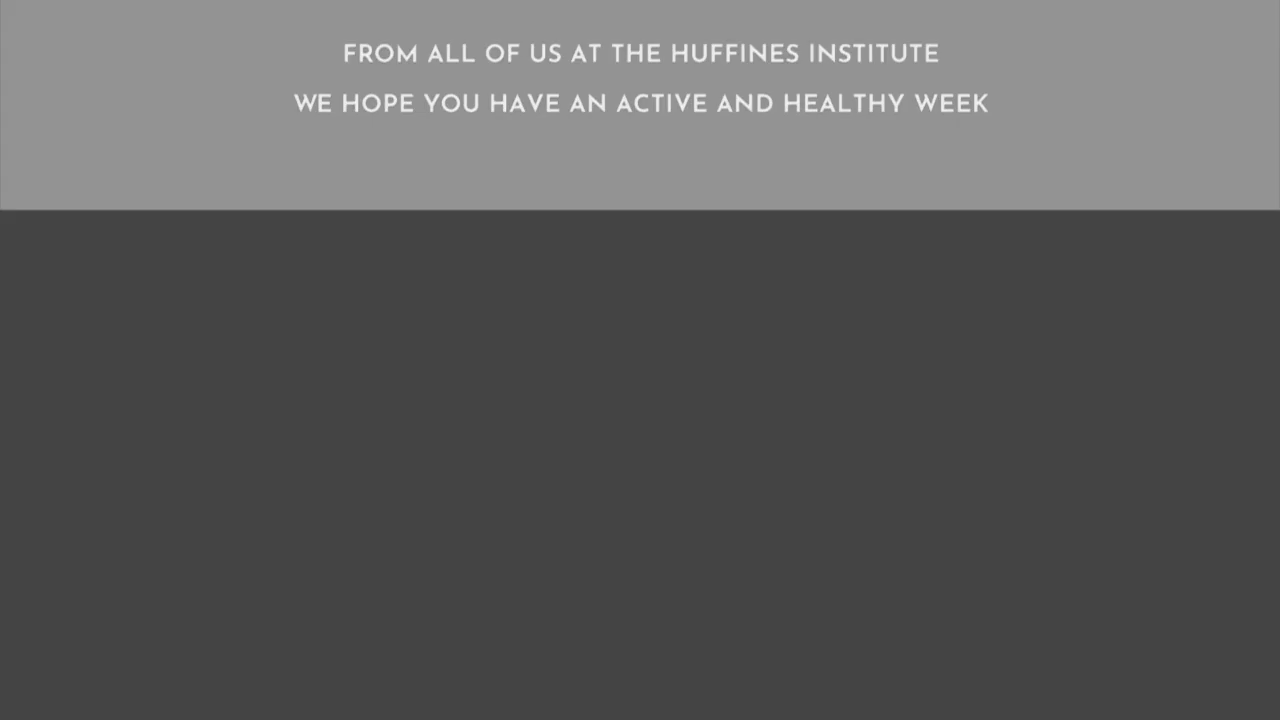 FROM ALL OF US AT THE HUFFINES INSTITUTE
WE HOPE YOU HAVE AN ACTIVE AND HEALTHY WEEK